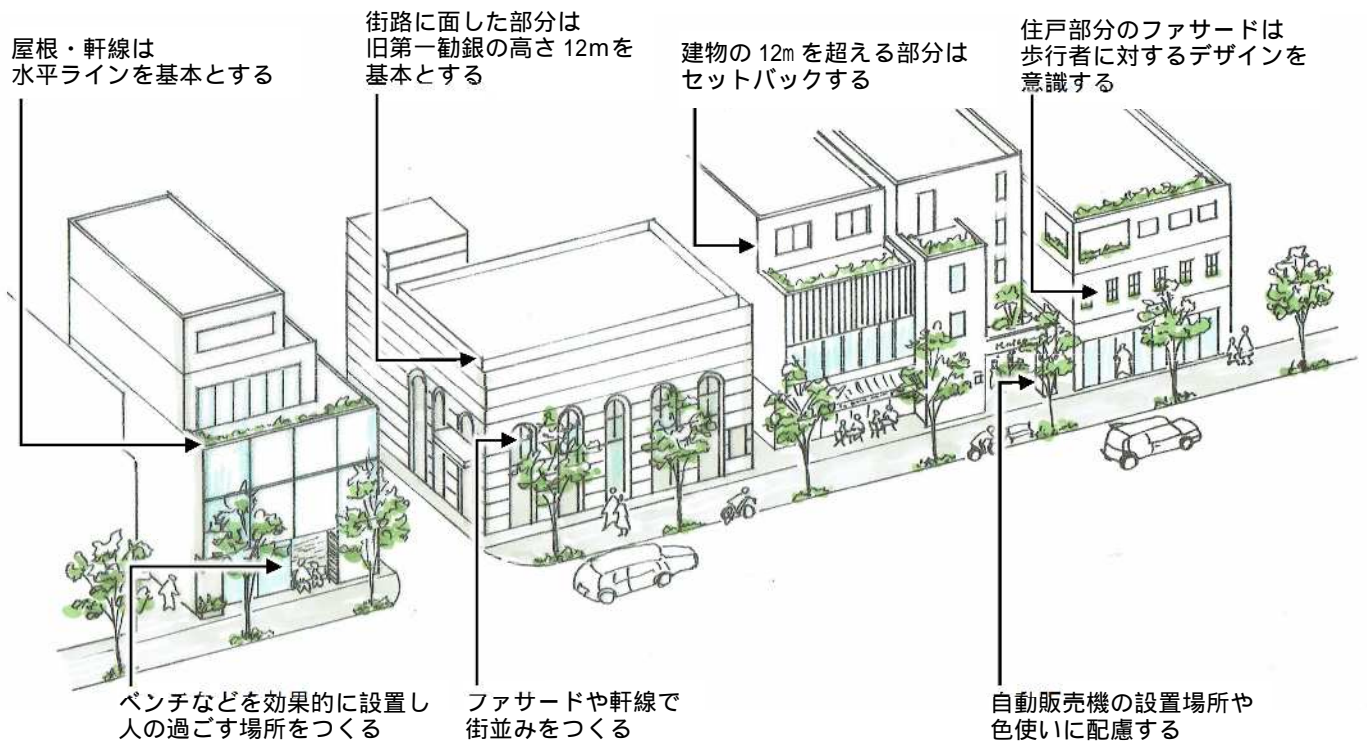 屋根・軒線は
水平ラインを基本とする
街路に面した部分は
旧第一勧銀の高さ 12mを
基本とする
建物の 12m を超える部分は
セットバックする
住戸部分のファサードは
歩行者に対するデザインを
意識する
ベンチなどを効果的に設置し
人の過ごす場所をつくる
ファサードや軒線で
街並みをつくる
自動販売機の設置場所や
色使いに配慮する